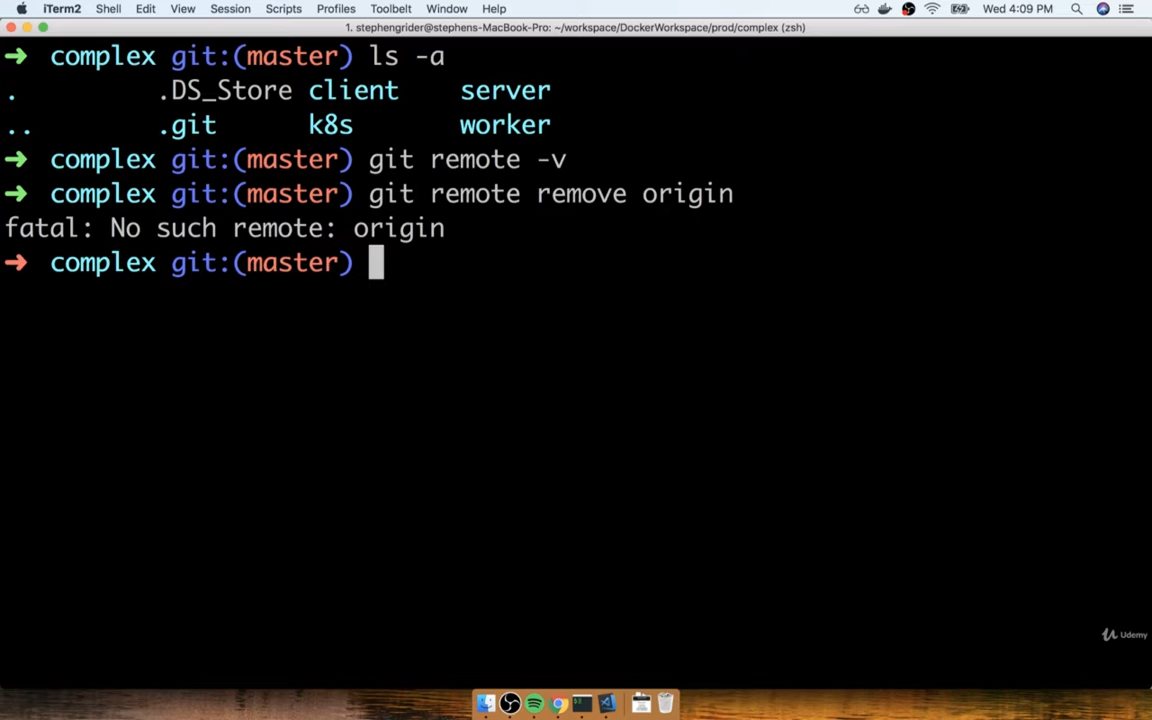 iTerm2 Shell Edit View Session Scripts Profiles Toolbelt Window Help Wed 4:09 PM
1. stephengrider@stephens-MacBook-Pro: ~/workspace/DockerWorkspace/prod/complex (zsh)
➜ complex git:(master) ls -a
. .DS_Store client server
.. .git k8s worker
➜ complex git:(master) git remote -v
➜ complex git:(master) git remote remove origin
fatal: No such remote: origin
➜ complex git:(master)
Udemy